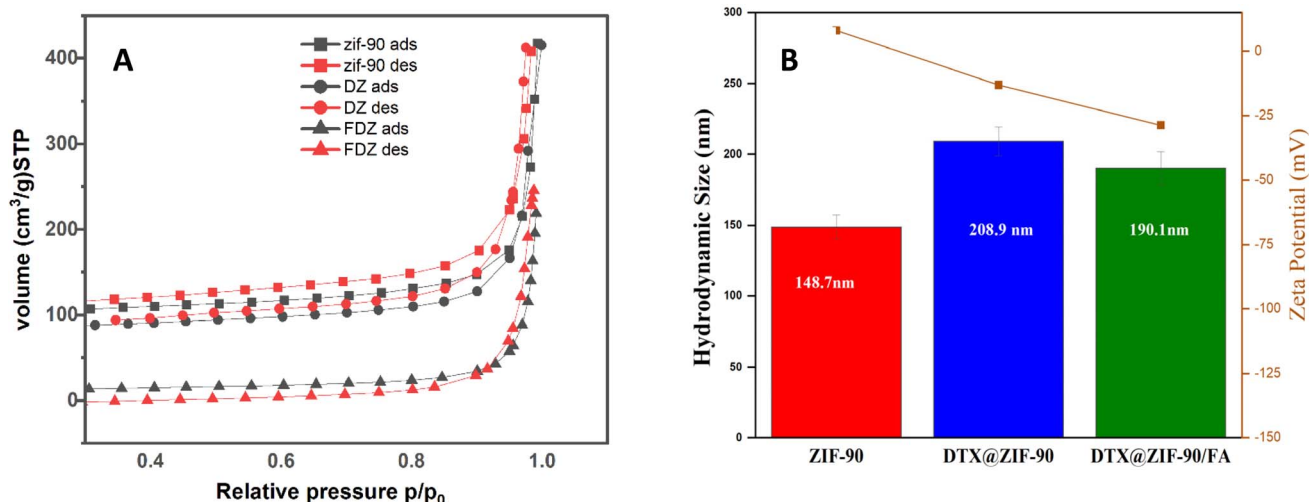 A
zif-90 ads
zif-90 des
DZ ads
DZ des
FDZ ads
FDZ des
400
300
200
100
0
volume (cm³/g)STP
0.4
0.6
0.8
1.0
Relative pressure p/p₀
B
300
250
200
150
100
50
0
Hydrodynamic Size (nm)
148.7nm
208.9 nm
190.1nm
ZIF-90
DTX@ZIF-90
DTX@ZIF-90/FA
0
-25
-50
-75
-100
-125
-150
Zeta Potential (mV)